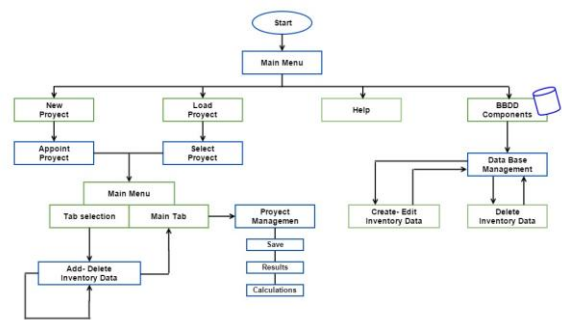 Start
Main Menu
New
Proyect
Load
Proyect
Help
BBDD
Components
Appoint
Proyect
Select
Proyect
Data Base
Management
Main Menu
Tab selection
Main Tab
Proyect
Managemen
Create- Edit
Inventory Data
Delete
Inventory Data
Save
Add- Delete
Inventory Data
Results
Calculations